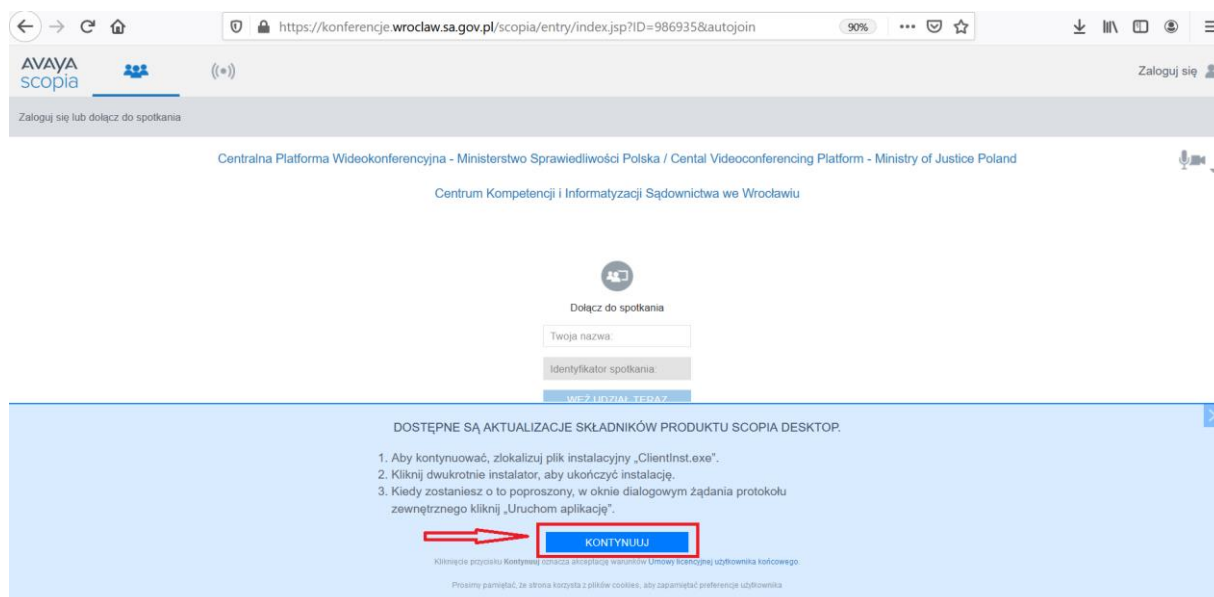 https://konferencje.wroclaw.sa.gov.pl/scopia/entry/index.jsp?ID=986935&autojoin 90%
AVAYA
scopia
Zaloguj się
Zaloguj się lub dołącz do spotkania
Centralna Platforma Wideokonferencyjna - Ministerstwo Sprawiedliwości Polska / Cental Videoconferencing Platform - Ministry of Justice Poland
Centrum Kompetencji i Informatyzacji Sądownictwa we Wrocławiu
Dołącz do spotkania
Twoja nazwa:
Identyfikator spotkania:
WEŹ UDZIAŁ TERAZ
DOSTĘPNE SĄ AKTUALIZACJE SKŁADNIKÓW PRODUKTU SCOPIA DESKTOP.
1. Aby kontynuować, zlokalizuj plik instalacyjny „ClientInst.exe”.
2. Kliknij dwukrotnie instalator, aby ukończyć instalację.
3. Kiedy zostaniesz o to poproszony, w oknie dialogowym żądania protokołu
zewnętrznego kliknij „Uruchom aplikację”.
KONTYNUUJ
Kliknięcie przycisku Kontynuuj oznacza akceptację warunków Umowy licencyjnej użytkownika końcowego.
Prosimy pamiętać, że strona korzysta z plików cookies, aby zapamiętać preferencje użytkownika